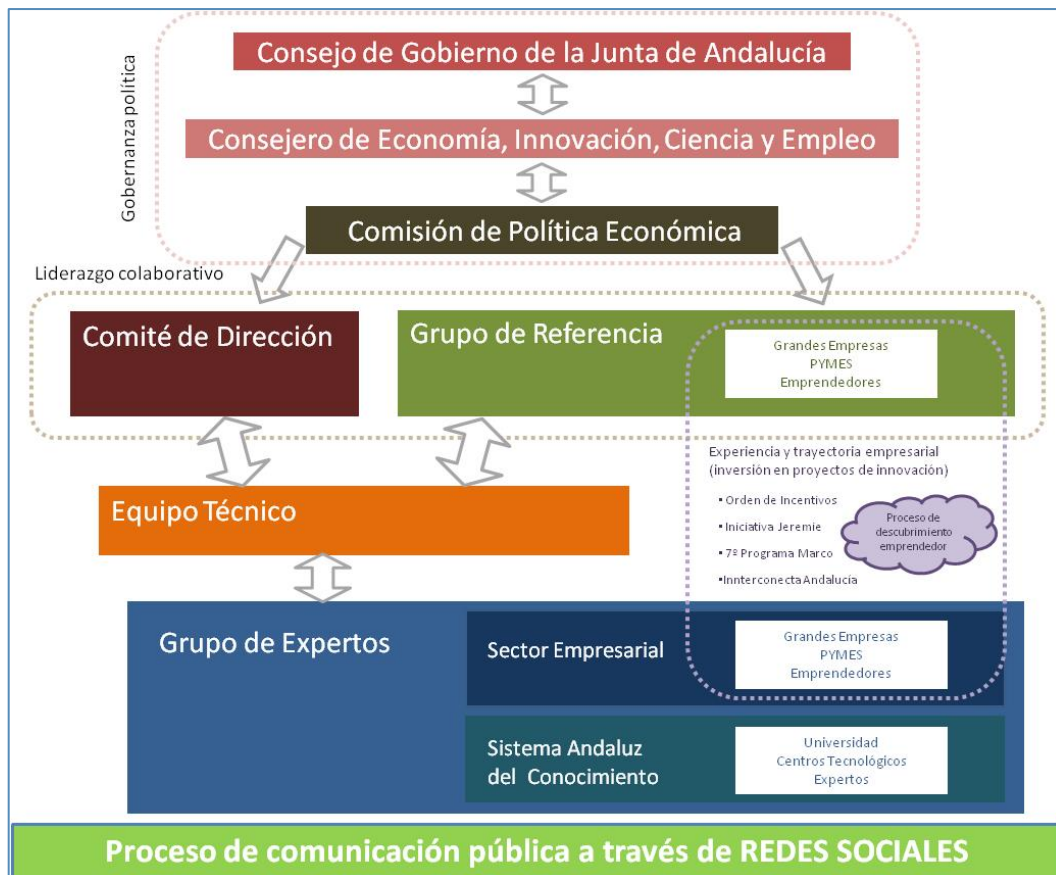 Consejo de Gobierno de la Junta de Andalucía
Gobernanza política
Consejero de Economía, Innovación, Ciencia y Empleo
Comisión de Política Económica
Liderazgo colaborativo
Comité de Dirección
Grupo de Referencia
Grandes Empresas
PYMES
Emprendedores
Experiencia y trayectoria empresarial
(inversión en proyectos de innovación)
▪ Orden de Incentivos
▪ Iniciativa Jeremie
▪ 7º Programa Marco
▪ Innterconecta Andalucía
Proceso de
descubrimiento
emprendedor
Equipo Técnico
Grupo de Expertos
Sector Empresarial
Grandes Empresas
PYMES
Emprendedores
Sistema Andaluz
del Conocimiento
Universidad
Centros Tecnológicos
Expertos
Proceso de comunicación pública a través de REDES SOCIALES